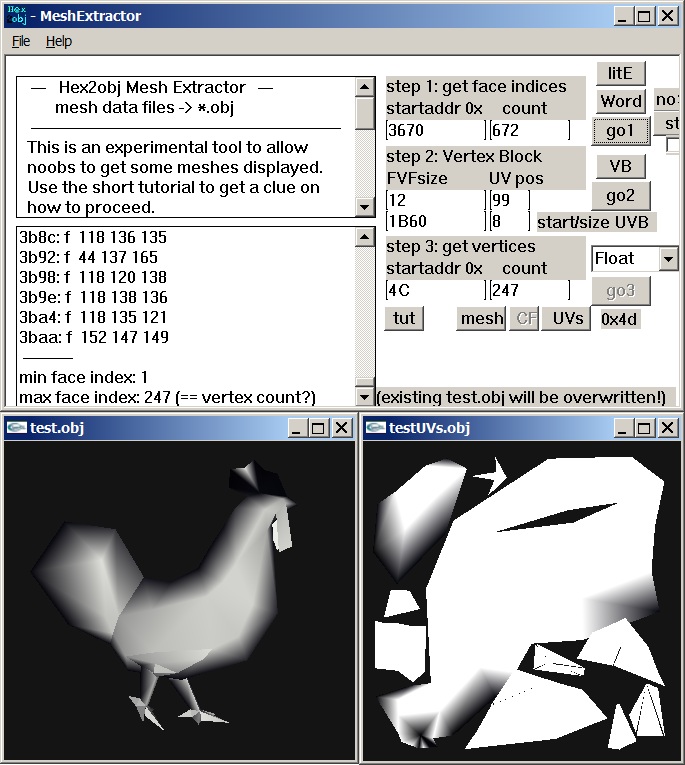 Hex obj - MeshExtractor
File Help
— Hex2obj Mesh Extractor —
mesh data files -> *.obj
This is an experimental tool to allow
noobs to get some meshes displayed.
Use the short tutorial to get a clue on
how to proceed.
3b8c: f 118 136 135
3b92: f 44 137 165
3b98: f 118 120 138
3b9e: f 118 138 136
3ba4: f 118 135 121
3baa: f 152 147 149
min face index: 1
max face index: 247 (== vertex count?)
step 1: get face indices
startaddr 0x count
3670 672
step 2: Vertex Block
FVFsize UV pos
12 99
1B60 8 start/size UVB
step 3: get vertices
startaddr 0x count
4C 247
tut mesh CF UVs 0x4d
litE
Word
go1
VB
go2
Float
go3
no
st
(existing test.obj will be overwritten!)
test.obj
testUVs.obj